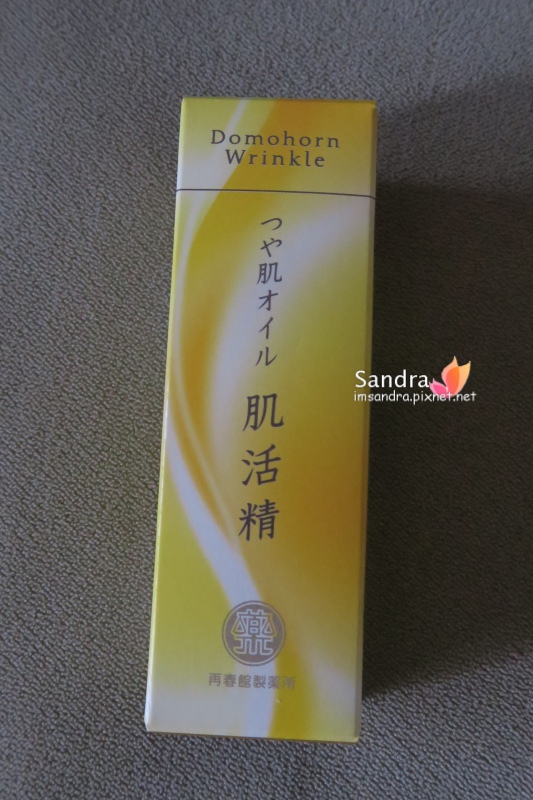 Domohorn
Wrinkle
つや肌オイル
肌活精
Sandra
imsandra.pixnet.net
薬
再春館製薬所